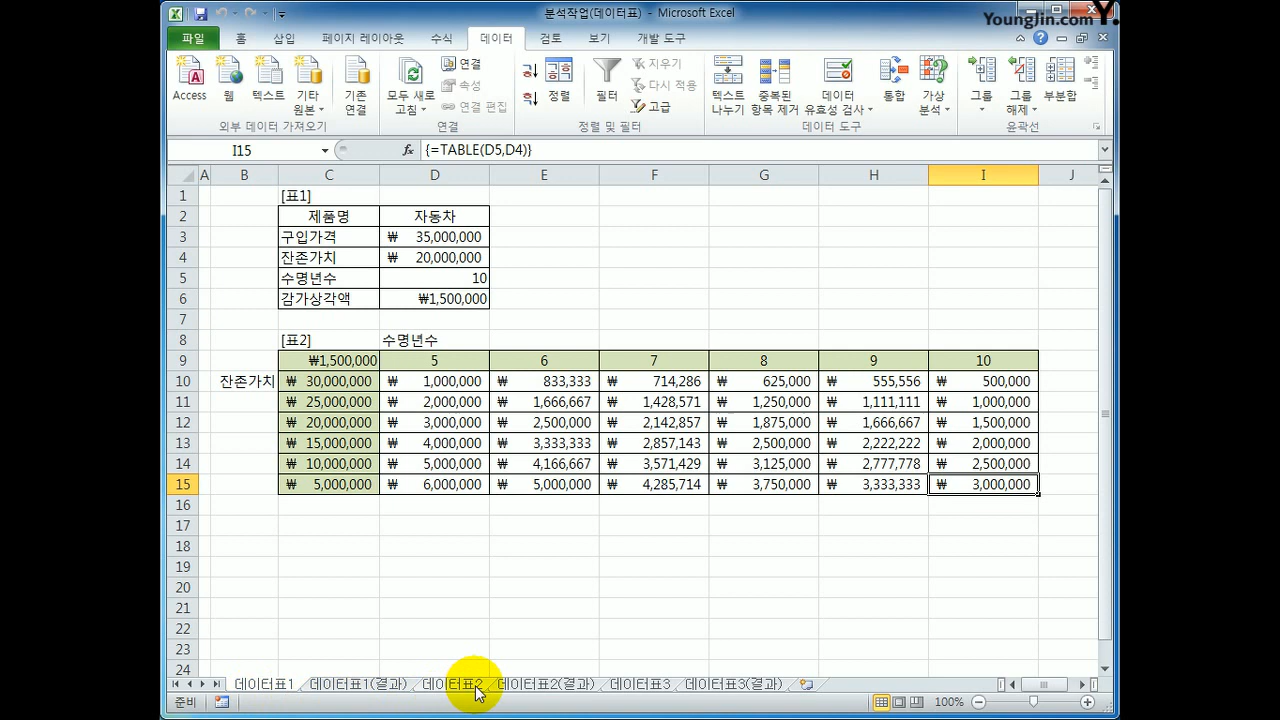 분석작업(데이터표) - Microsoft Excel
YoungJin.com Y.
파일 홈 삽입 페이지 레이아웃 수식 데이터 검토 보기 개발 도구
Access 웹 텍스트 기타 원본 기존 연결 모두 새로 고침 연결 속성 연결 편집 정렬 필터 지우기 다시 적용 고급 텍스트 나누기 중복된 항목 제거 데이터 유효성 검사 통합 가상 분석 그룹 그룹 해제 부분합
외부 데이터 가져오기 연결 정렬 및 필터 데이터 도구 윤곽선
I15 fx {=TABLE(D5,D4)}
A B C D E F G H I J
1 [표1]
2 제품명 자동차
3 구입가격 ₩ 35,000,000
4 잔존가치 ₩ 20,000,000
5 수명년수 10
6 감가상각액 ₩1,500,000
7
8 [표2] 수명년수
9 ₩1,500,000 5 6 7 8 9 10
10 잔존가치 ₩ 30,000,000 ₩ 1,000,000 ₩ 833,333 ₩ 714,286 ₩ 625,000 ₩ 555,556 ₩ 500,000
11 ₩ 25,000,000 ₩ 2,000,000 ₩ 1,666,667 ₩ 1,428,571 ₩ 1,250,000 ₩ 1,111,111 ₩ 1,000,000
12 ₩ 20,000,000 ₩ 3,000,000 ₩ 2,500,000 ₩ 2,142,857 ₩ 1,875,000 ₩ 1,666,667 ₩ 1,500,000
13 ₩ 15,000,000 ₩ 4,000,000 ₩ 3,333,333 ₩ 2,857,143 ₩ 2,500,000 ₩ 2,222,222 ₩ 2,000,000
14 ₩ 10,000,000 ₩ 5,000,000 ₩ 4,166,667 ₩ 3,571,429 ₩ 3,125,000 ₩ 2,777,778 ₩ 2,500,000
15 ₩ 5,000,000 ₩ 6,000,000 ₩ 5,000,000 ₩ 4,285,714 ₩ 3,750,000 ₩ 3,333,333 ₩ 3,000,000
16
17
18
19
20
21
22
23
24
데이터표1 데이터표1(결과) 데이터표2 데이터표2(결과) 데이터표3 데이터표3(결과)
준비 100%